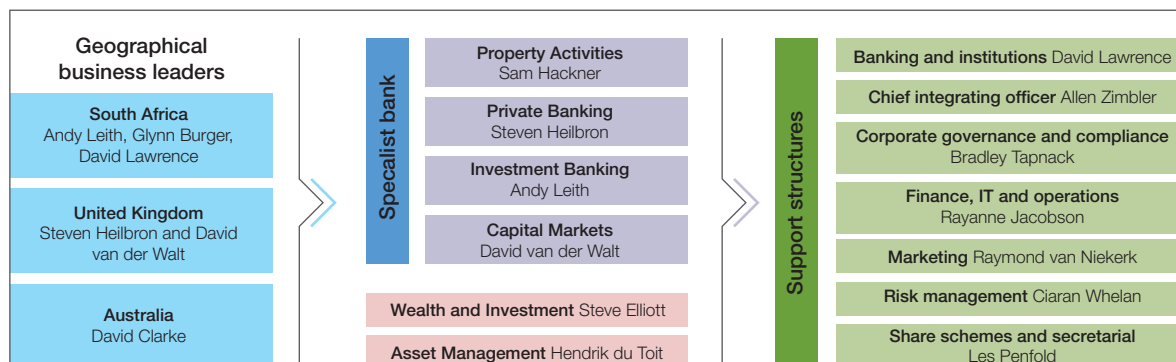 Geographical
business leaders
South Africa
Andy Leith, Glynn Burger,
David Lawrence
United Kingdom
Steven Heilbron and David
van der Walt
Australia
David Clarke
Specalist bank
Property Activities
Sam Hackner
Private Banking
Steven Heilbron
Investment Banking
Andy Leith
Capital Markets
David van der Walt
Wealth and Investment Steve Elliott
Asset Management Hendrik du Toit
Support structures
Banking and institutions David Lawrence
Chief integrating officer Allen Zimbler
Corporate governance and compliance
Bradley Tapnack
Finance, IT and operations
Rayanne Jacobson
Marketing Raymond van Niekerk
Risk management Ciaran Whelan
Share schemes and secretarial
Les Penfold